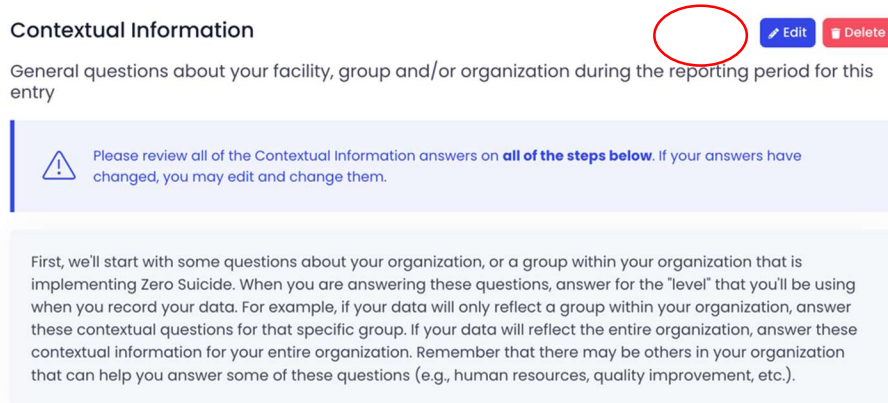 Contextual Information
Edit
Delete
General questions about your facility, group and/or organization during the reporting period for this
entry
Please review all of the Contextual Information answers on all of the steps below. If your answers have
changed, you may edit and change them.
First, we'll start with some questions about your organization, or a group within your organization that is
implementing Zero Suicide. When you are answering these questions, answer for the "level" that you'll be using
when you record your data. For example, if your data will only reflect a group within your organization, answer
these contextual questions for that specific group. If your data will reflect the entire organization, answer these
contextual information for your entire organization. Remember that there may be others in your organization
that can help you answer some of these questions (e.g., human resources, quality improvement, etc.).